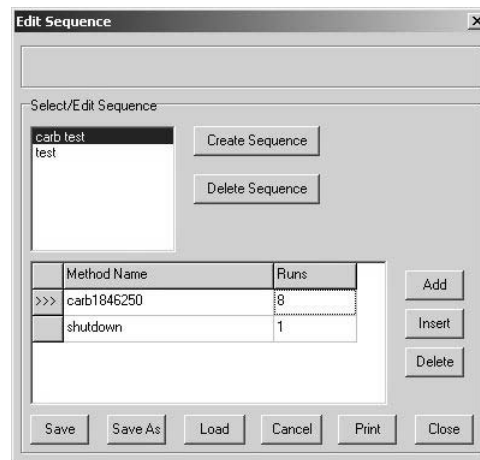 Edit Sequence
Select/Edit Sequence
carb test
test
Create Sequence
Delete Sequence
Method Name Runs
>>> carb1846250 8
shutdown 1
Add
Insert
Delete
Save Save As Load Cancel Print Close